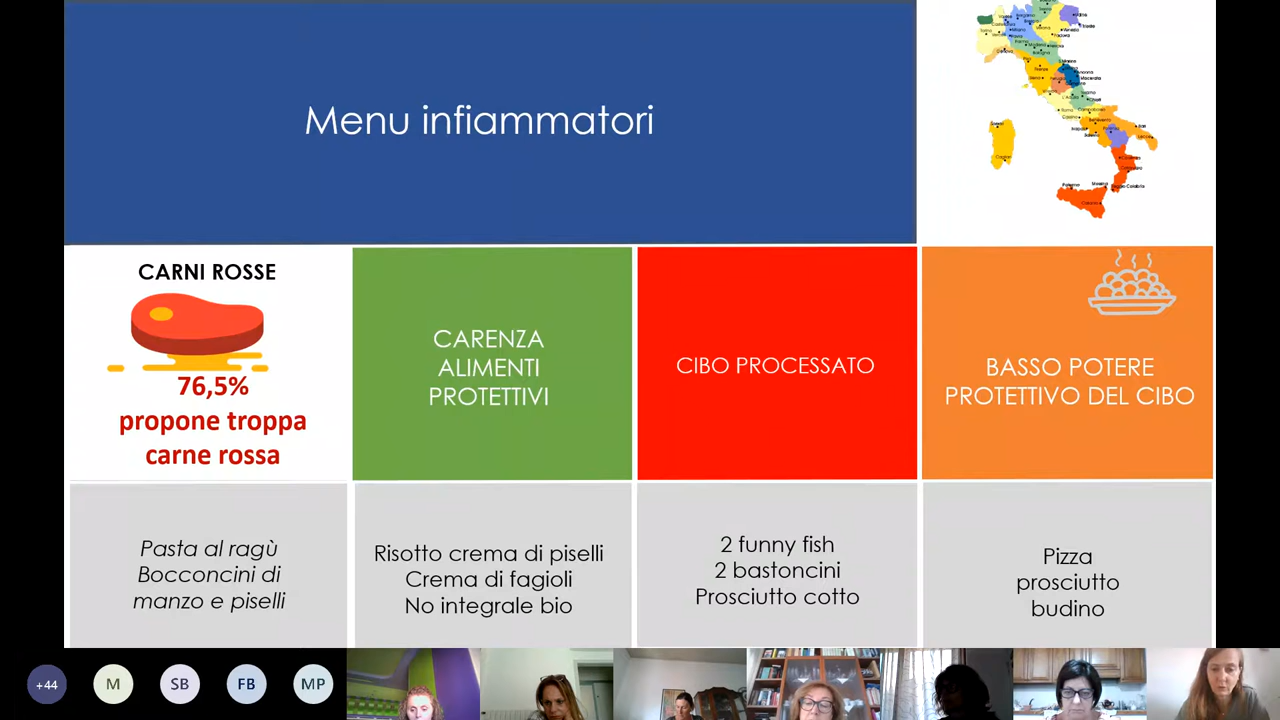 Menu infiammatori
CARNI ROSSE
76,5%
propone troppa
carne rossa
CARENZA
ALIMENTI
PROTETTIVI
CIBO PROCESSATO
BASSO POTERE
PROTETTIVO DEL CIBO
Pasta al ragù
Bocconcini di
manzo e piselli
Risotto crema di piselli
Crema di fagioli
No integrale bio
2 funny fish
2 bastoncini
Prosciutto cotto
Pizza
prosciutto
budino
+44
M
SB
FB
MP